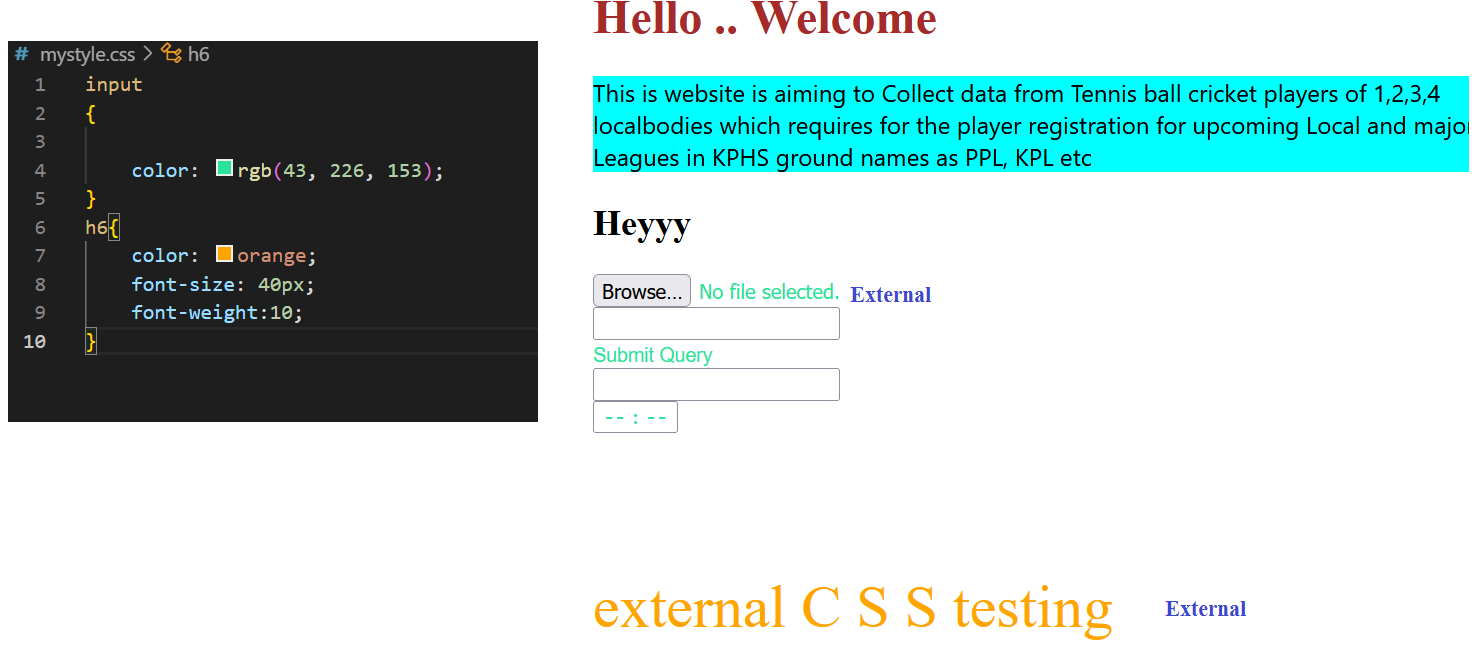 # mystyle.css > h6
1 input
2 {
3
4 color: rgb(43, 226, 153);
5 }
6 h6{
7 color: orange;
8 font-size: 40px;
9 font-weight:10;
10 }
Hello .. Welcome
This is website is aiming to Collect data from Tennis ball cricket players of 1,2,3,4
localbodies which requires for the player registration for upcoming Local and major
Leagues in KPHS ground names as PPL, KPL etc
Heyyy
Browse... No file selected. External
Submit Query
-- : --
external C S S testing External